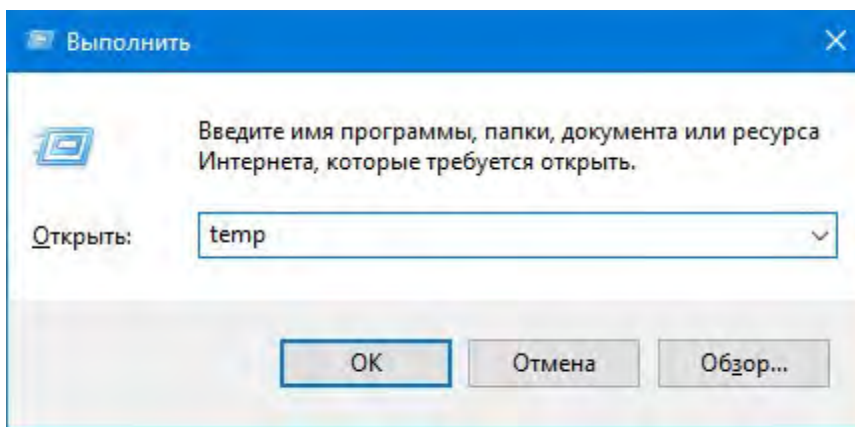 Выполнить
Введите имя программы, папки, документа или ресурса
Интернета, которые требуется открыть.
Открыть:
temp
OK
Отмена
Обзор...